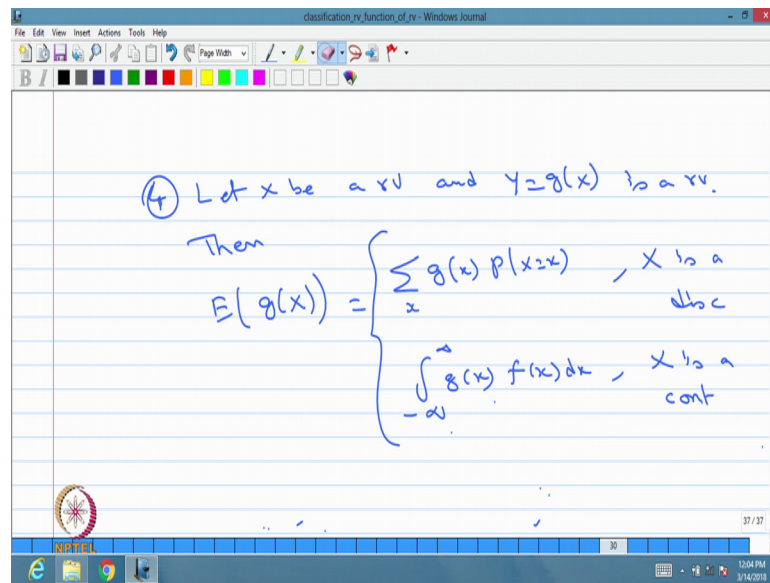 classification_rv_function_of_rv - Windows Journal
File Edit View Insert Actions Tools Help
Page Width
B I
④ Let X be a rv and Y=g(X) is a rv.
Then
E(g(X)) = { ∑_x g(x) P(X=x) , X is a disc
∫_{-∞}^{∞} g(x) f(x) dx , X is a cont
37 / 37
NPTEL
30
12:04 PM
3/14/2018